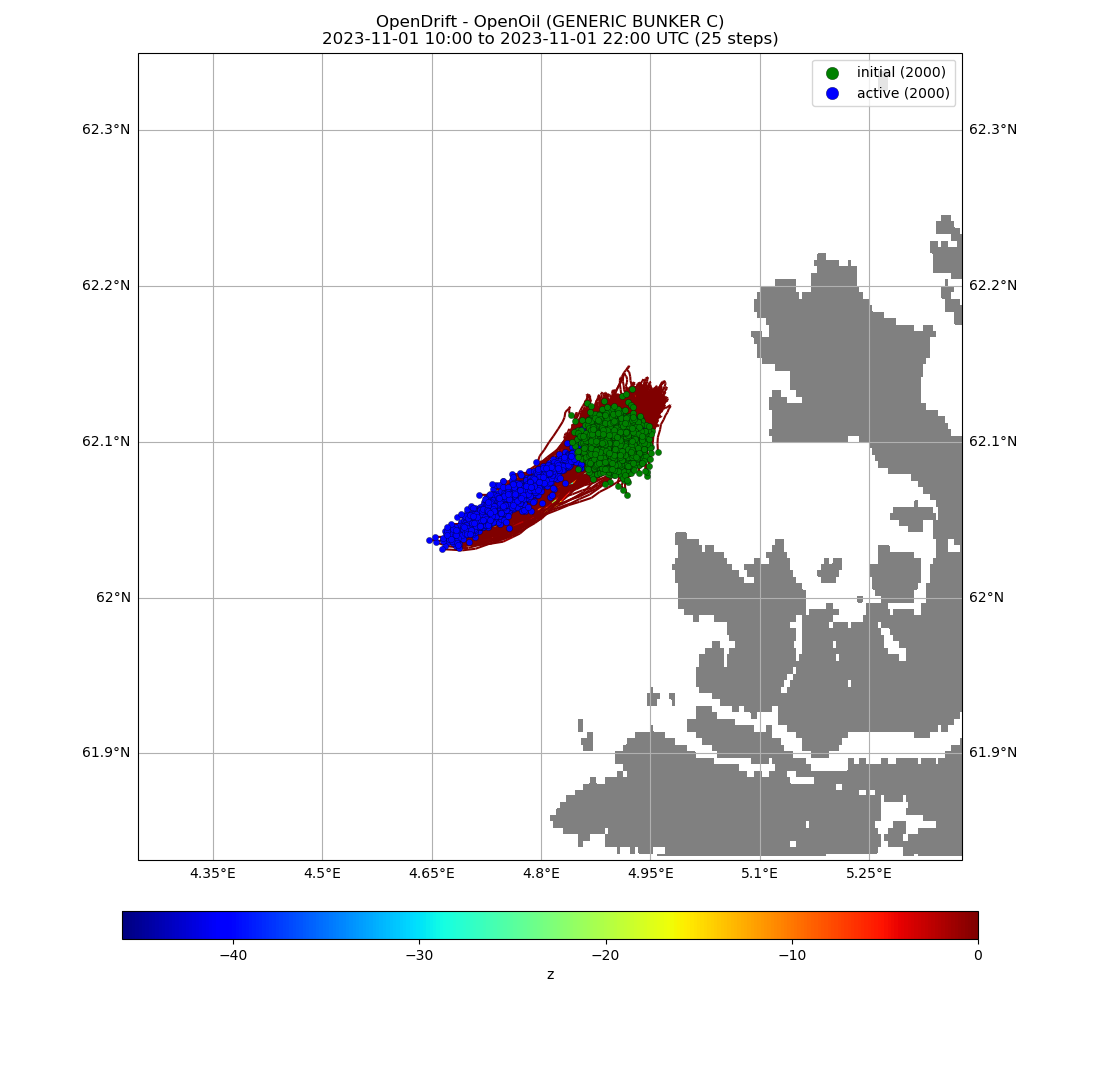 OpenDrift - OpenOil (GENERIC BUNKER C)
2023-11-01 10:00 to 2023-11-01 22:00 UTC (25 steps)
initial (2000)
active (2000)
62.3°N
62.3°N
62.2°N
62.2°N
62.1°N
62.1°N
62°N
62°N
61.9°N
61.9°N
4.35°E
4.5°E
4.65°E
4.8°E
4.95°E
5.1°E
5.25°E
−40
−30
−20
−10
0
z